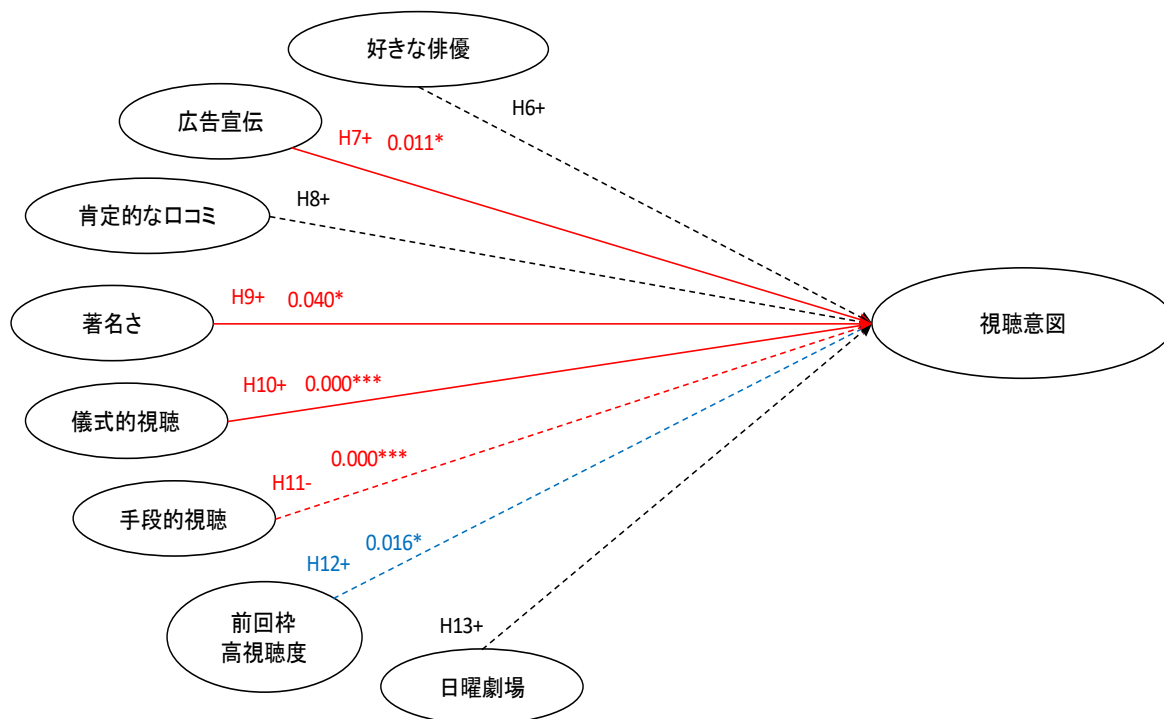 好きな俳優
H6+
広告宣伝
H7+ 0.011*
肯定的な口コミ
H8+
著名さ
H9+ 0.040*
視聴意図
儀式的視聴
H10+ 0.000***
手段的視聴
H11- 0.000***
前回枠
高視聴度
H12+ 0.016*
日曜劇場
H13+